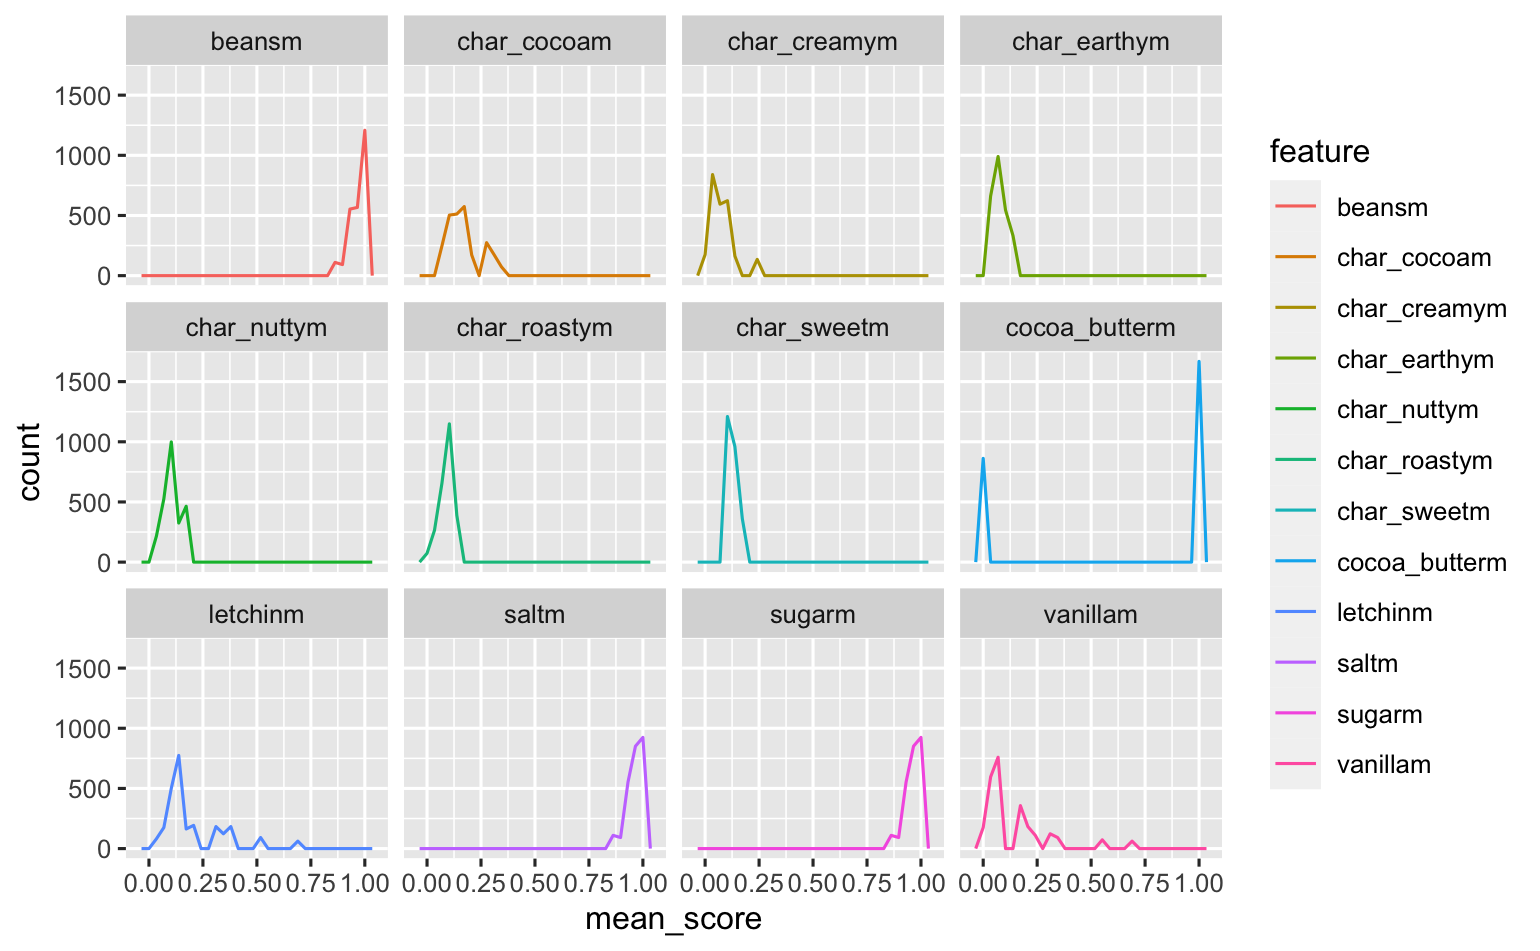 beansm char_cocoam char_creamym char_earthym
1500
1000
500
0
char_nuttym char_roastym char_sweetm cocoa_butterm
1500
1000
500
0
letchinm saltm sugarm vanillam
1500
1000
500
0
0.00 0.25 0.50 0.75 1.00 0.00 0.25 0.50 0.75 1.00 0.00 0.25 0.50 0.75 1.00 0.00 0.25 0.50 0.75 1.00
mean_score
count
feature
beansm
char_cocoam
char_creamym
char_earthym
char_nuttym
char_roastym
char_sweetm
cocoa_butterm
letchinm
saltm
sugarm
vanillam